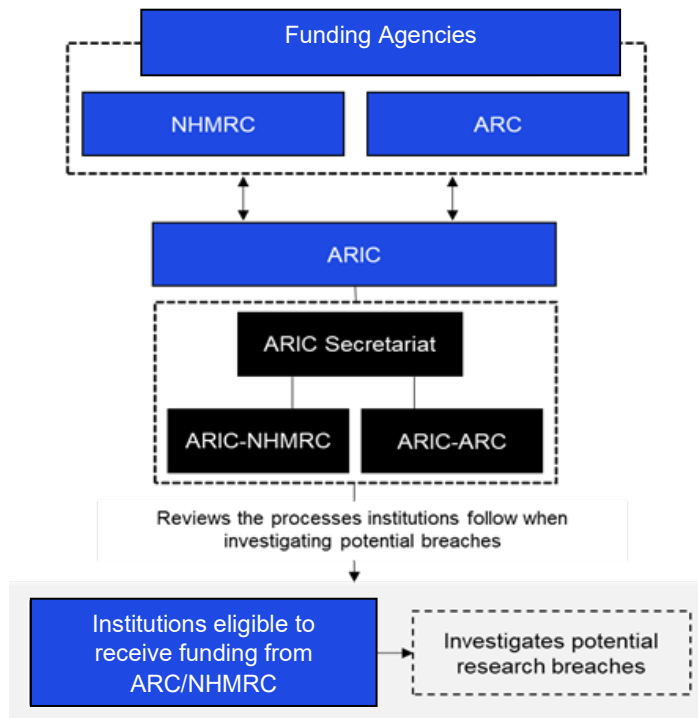 Funding Agencies
NHMRC
ARC
ARIC
ARIC Secretariat
ARIC-NHMRC
ARIC-ARC
Reviews the processes institutions follow when
investigating potential breaches
Institutions eligible to
receive funding from
ARC/NHMRC
Investigates potential
research breaches